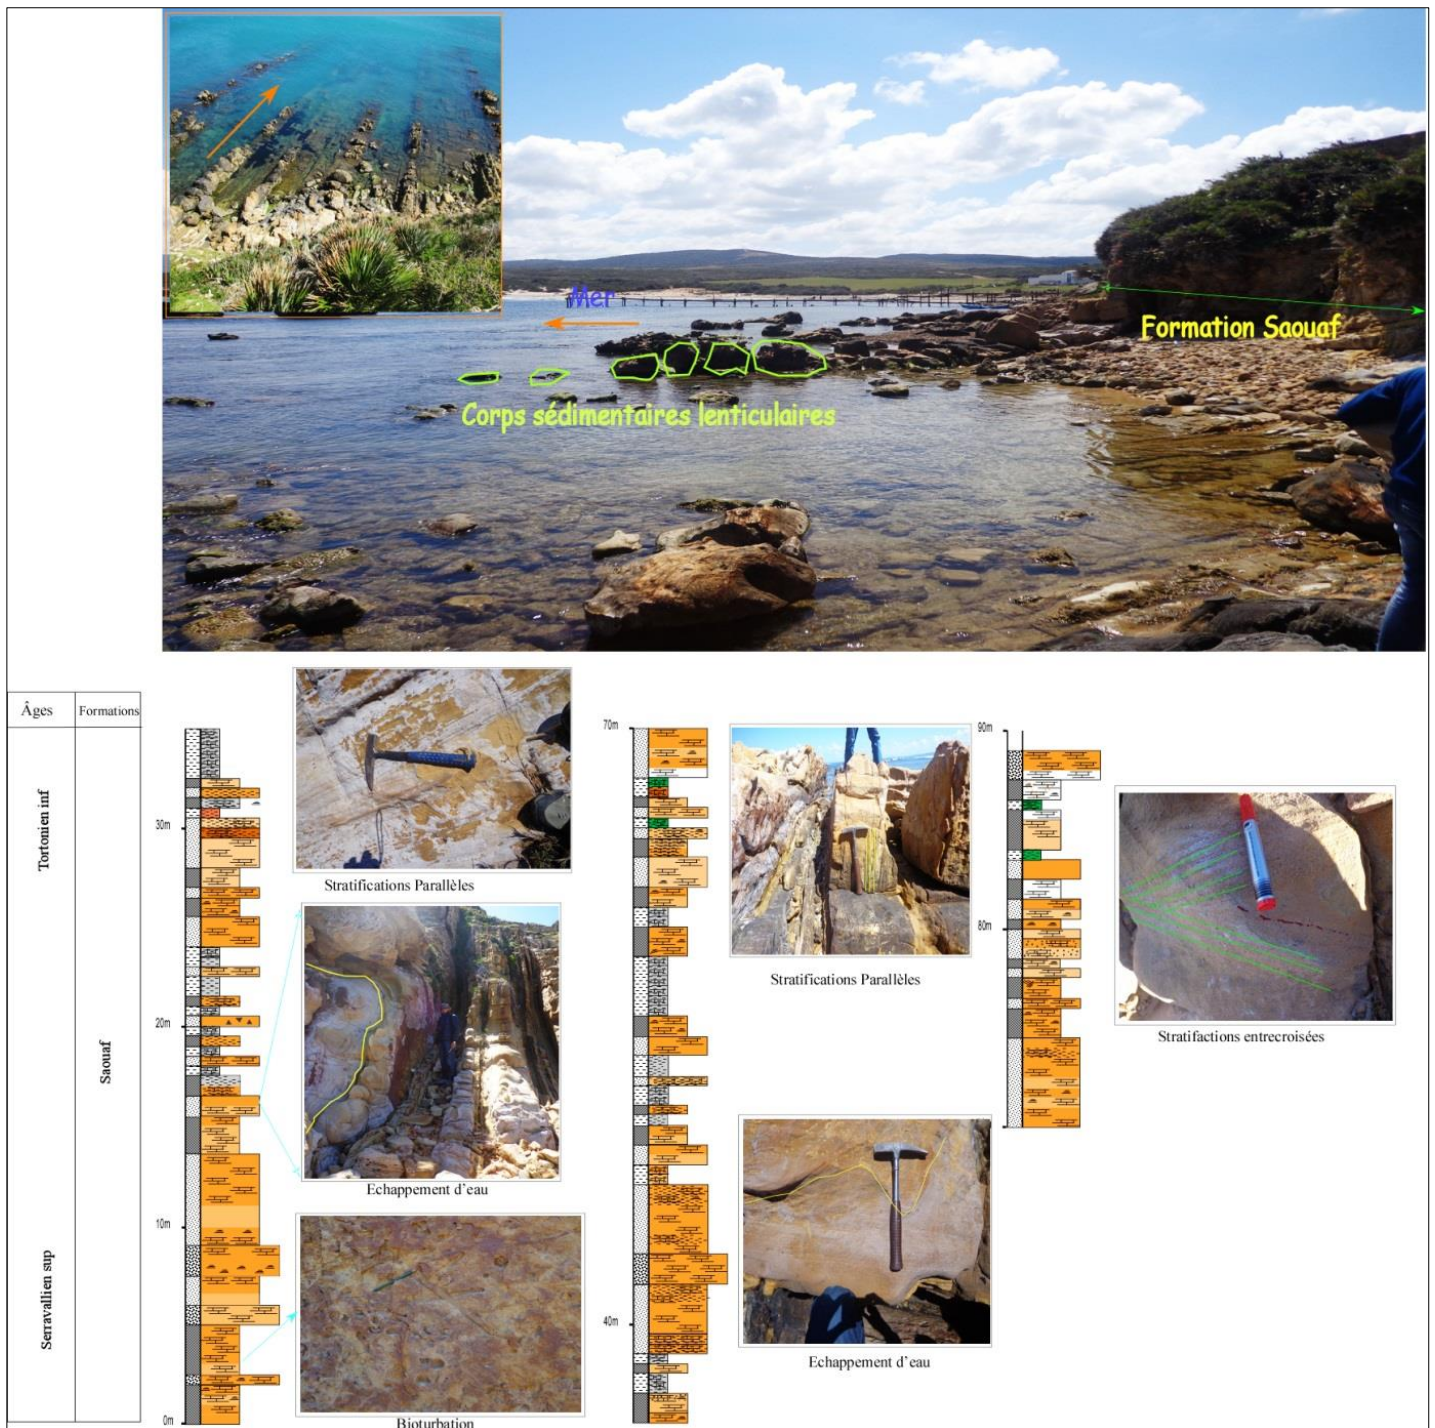 Mer
Formation Saouaf
Corps sédimentaires lenticulaires
Âges
Formations
Tortonien inf
Serravallien sup
Saouaf
30m
20m
10m
0m
Stratifications Parallèles
Echappement d'eau
Bioturbation
70m
40m
Stratifications Parallèles
Echappement d'eau
90m
80m
Stratifactions entrecroisées